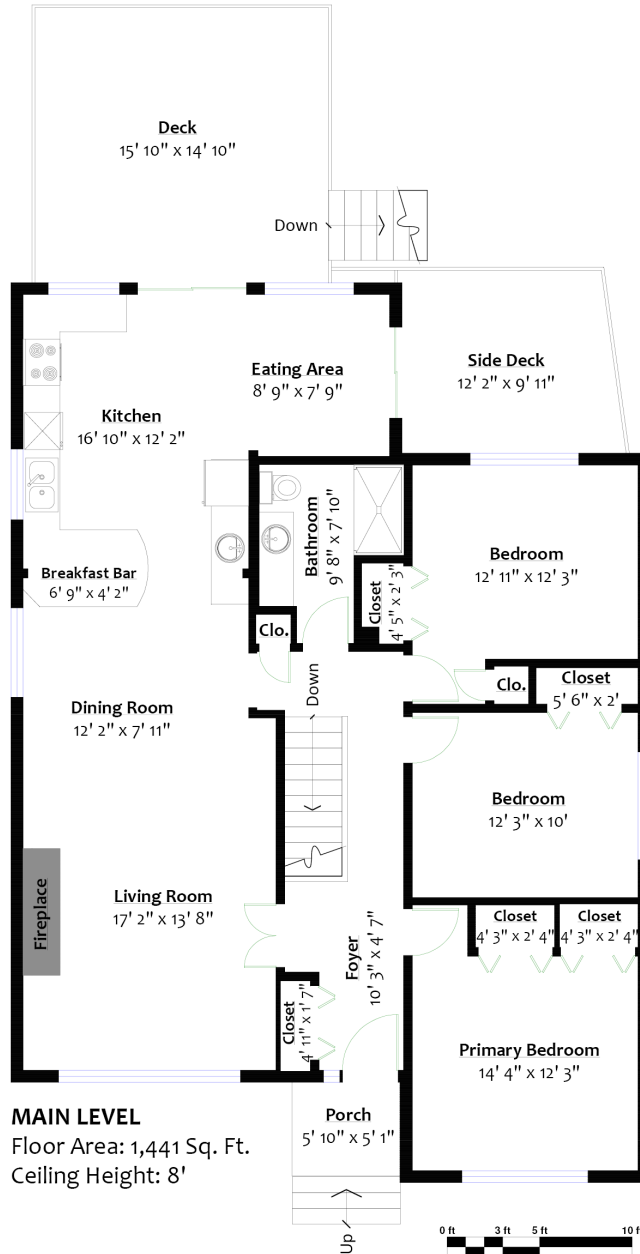 Deck
15' 10" x 14' 10"
Down
Side Deck
12' 2" x 9' 11"
Eating Area
8' 9" x 7' 9"
Kitchen
16' 10" x 12' 2"
Bathroom
9' 8" x 7' 10"
Bedroom
12' 11" x 12' 3"
Breakfast Bar
6' 9" x 4' 2"
Closet
4' 5" x 2' 3"
Clo.
Down
Clo.
Closet
5' 6" x 2'
Dining Room
12' 2" x 7' 11"
Bedroom
12' 3" x 10'
Fireplace
Living Room
17' 2" x 13' 8"
Foyer
10' 3" x 4' 7"
Closet
4' 3" x 2' 4"
Closet
4' 3" x 2' 4"
Closet
4' 11" x 1' 7"
Primary Bedroom
14' 4" x 12' 3"
Porch
5' 10" x 5' 1"
Up
MAIN LEVEL
Floor Area: 1,441 Sq. Ft.
Ceiling Height: 8'
0 ft 3 ft 5 ft 10 ft